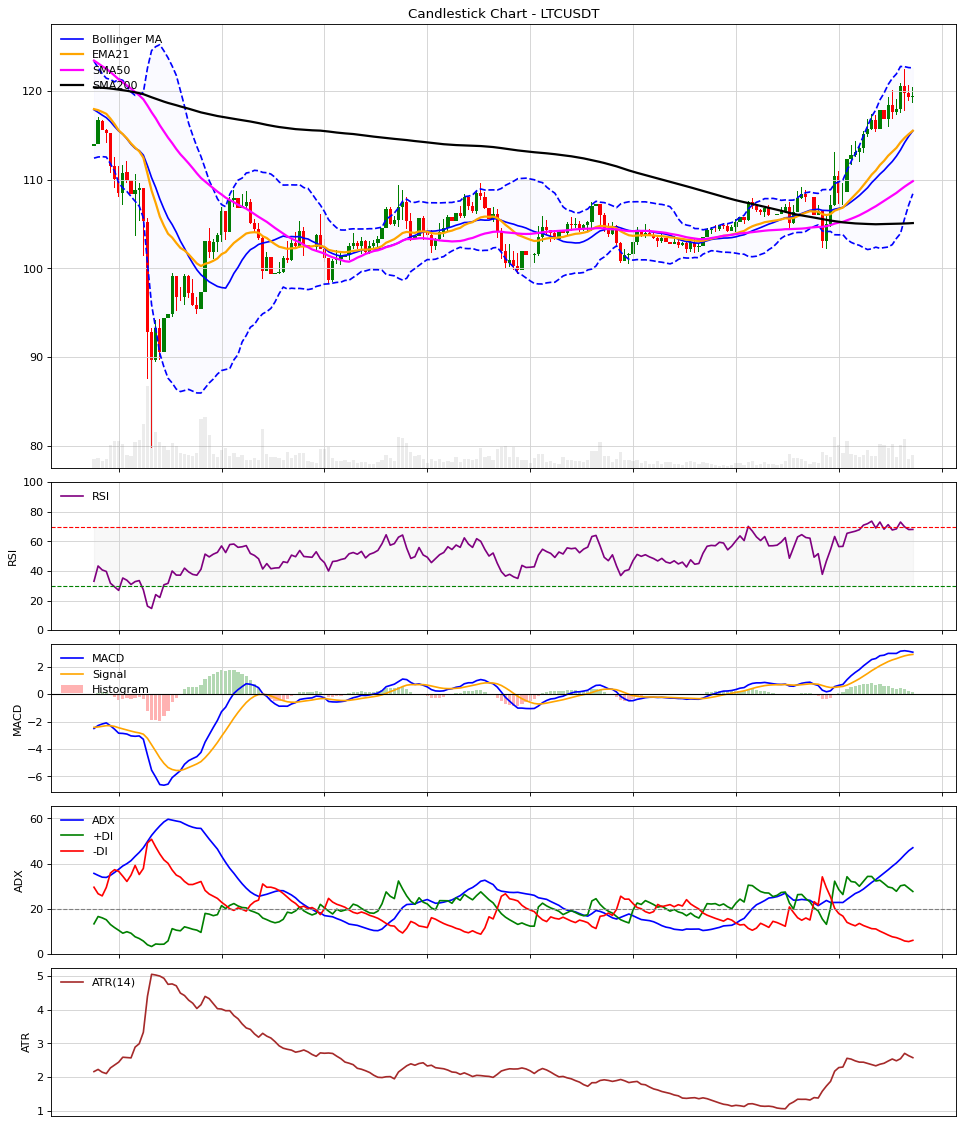 Candlestick Chart - LTCUSDT
Bollinger MA
EMA21
SMA50
SMA200
120
110
100
90
80
RSI
100
80
60
40
20
0
RSI
MACD
Signal
Histogram
2
0
−2
−4
−6
MACD
ADX
+DI
-DI
60
40
20
0
ADX
ATR(14)
5
4
3
2
1
ATR